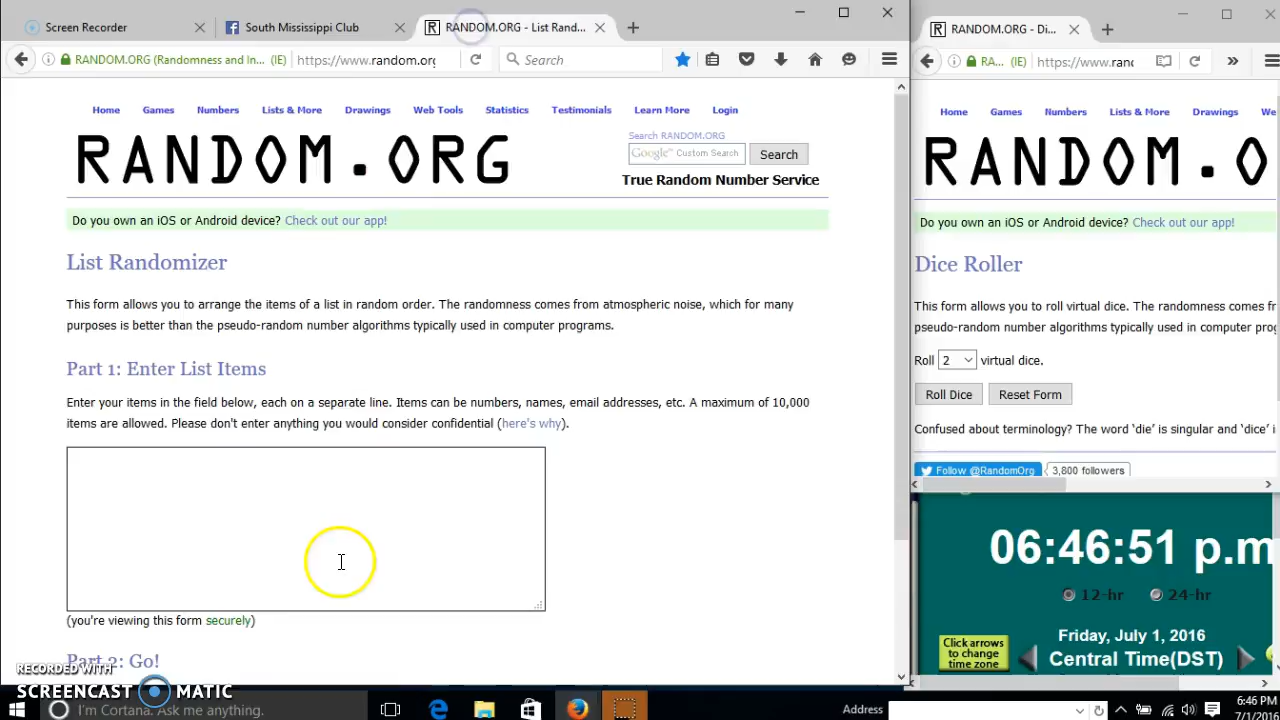 Screen Recorder
South Mississippi Club
RANDOM.ORG - List Rand...
RANDOM.ORG (Randomness and In... (IE)
https://www.random.org
Search
Home Games Numbers Lists & More Drawings Web Tools Statistics Testimonials Learn More Login
RANDOM.ORG
Search RANDOM.ORG
Google™ Custom Search
Search
True Random Number Service
Do you own an iOS or Android device? Check out our app!
List Randomizer
This form allows you to arrange the items of a list in random order. The randomness comes from atmospheric noise, which for many
purposes is better than the pseudo-random number algorithms typically used in computer programs.
Part 1: Enter List Items
Enter your items in the field below, each on a separate line. Items can be numbers, names, email addresses, etc. A maximum of 10,000
items are allowed. Please don't enter anything you would consider confidential (here's why).
(you're viewing this form securely)
Part 2: Go!
RECORDED WITH
SCREENCAST MATIC
I'm Cortana. Ask me anything.
RANDOM.ORG - Di...
RA... (IE)
https://www.rand
Home Games Numbers Lists & More Drawings We
RANDOM.O
Do you own an iOS or Android device? Check out our app!
Dice Roller
This form allows you to roll virtual dice. The randomness comes fr
pseudo-random number algorithms typically used in computer prog
Roll 2 virtual dice.
Roll Dice
Reset Form
Confused about terminology? The word 'die' is singular and 'dice' i
Follow @RandomOrg
3,800 followers
06:46:51 p.m
12-hr 24-hr
Friday, July 1, 2016
Click arrows
to change
time zone
Central Time(DST)
Address
6:46 PM
7/1/2016